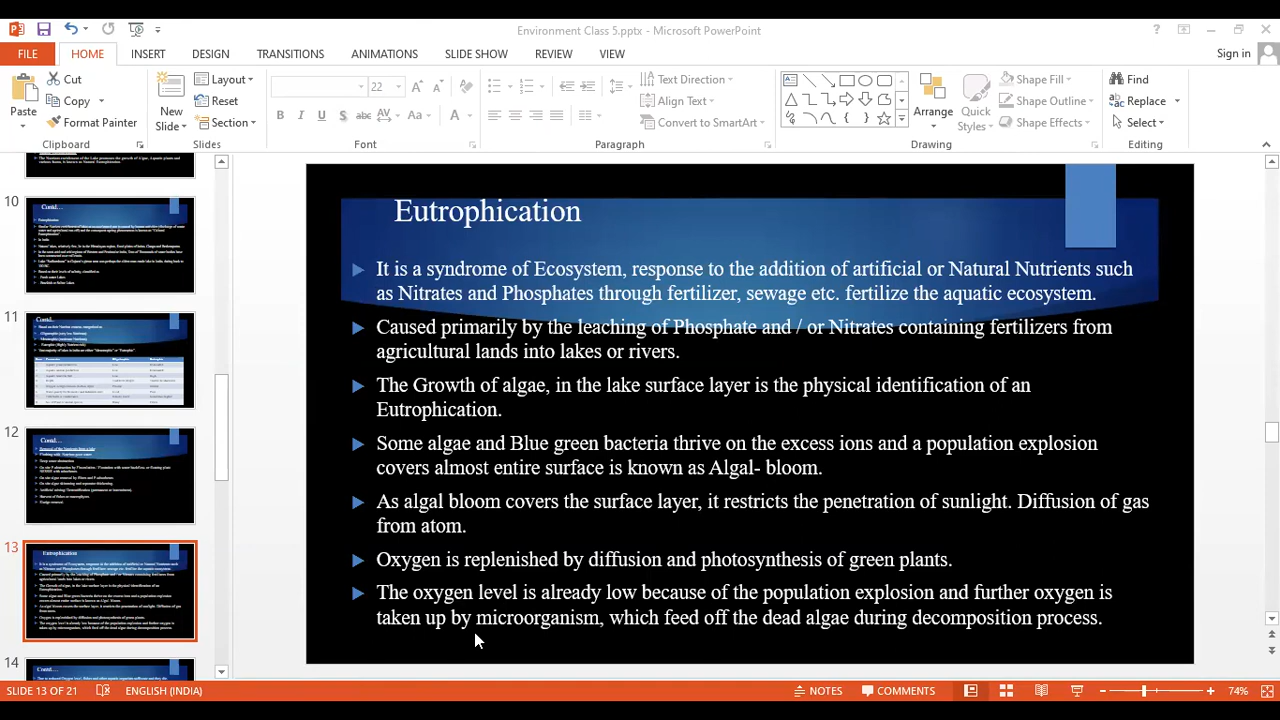 Environment Class 5.pptx - Microsoft PowerPoint
FILE HOME INSERT DESIGN TRANSITIONS ANIMATIONS SLIDE SHOW REVIEW VIEW Sign in
Paste Cut Copy Format Painter
New Slide Layout Reset Section
22
Text Direction Align Text Convert to SmartArt
Arrange Quick Styles Shape Fill Shape Outline Shape Effects
Find Replace Select
Clipboard Slides Font Paragraph Drawing Editing
10
Contd...
11
Contd..
12
Contd...
13
Eutrophication
14
Contd...
Eutrophication
It is a syndrome of Ecosystem, response to the addition of artificial or Natural Nutrients such
as Nitrates and Phosphates through fertilizer, sewage etc. fertilize the aquatic ecosystem.
Caused primarily by the leaching of Phosphate and / or Nitrates containing fertilizers from
agricultural lands into lakes or rivers.
The Growth of algae, in the lake surface layer is the physical identification of an
Eutrophication.
Some algae and Blue green bacteria thrive on the excess ions and a population explosion
covers almost entire surface is known as Algal- bloom.
As algal bloom covers the surface layer, it restricts the penetration of sunlight. Diffusion of gas
from atom.
Oxygen is replenished by diffusion and photosynthesis of green plants.
The oxygen level is already low because of the population explosion and further oxygen is
taken up by microorganism, which feed off the dead algae during decomposition process.
SLIDE 13 OF 21 ENGLISH (INDIA) NOTES COMMENTS 74%